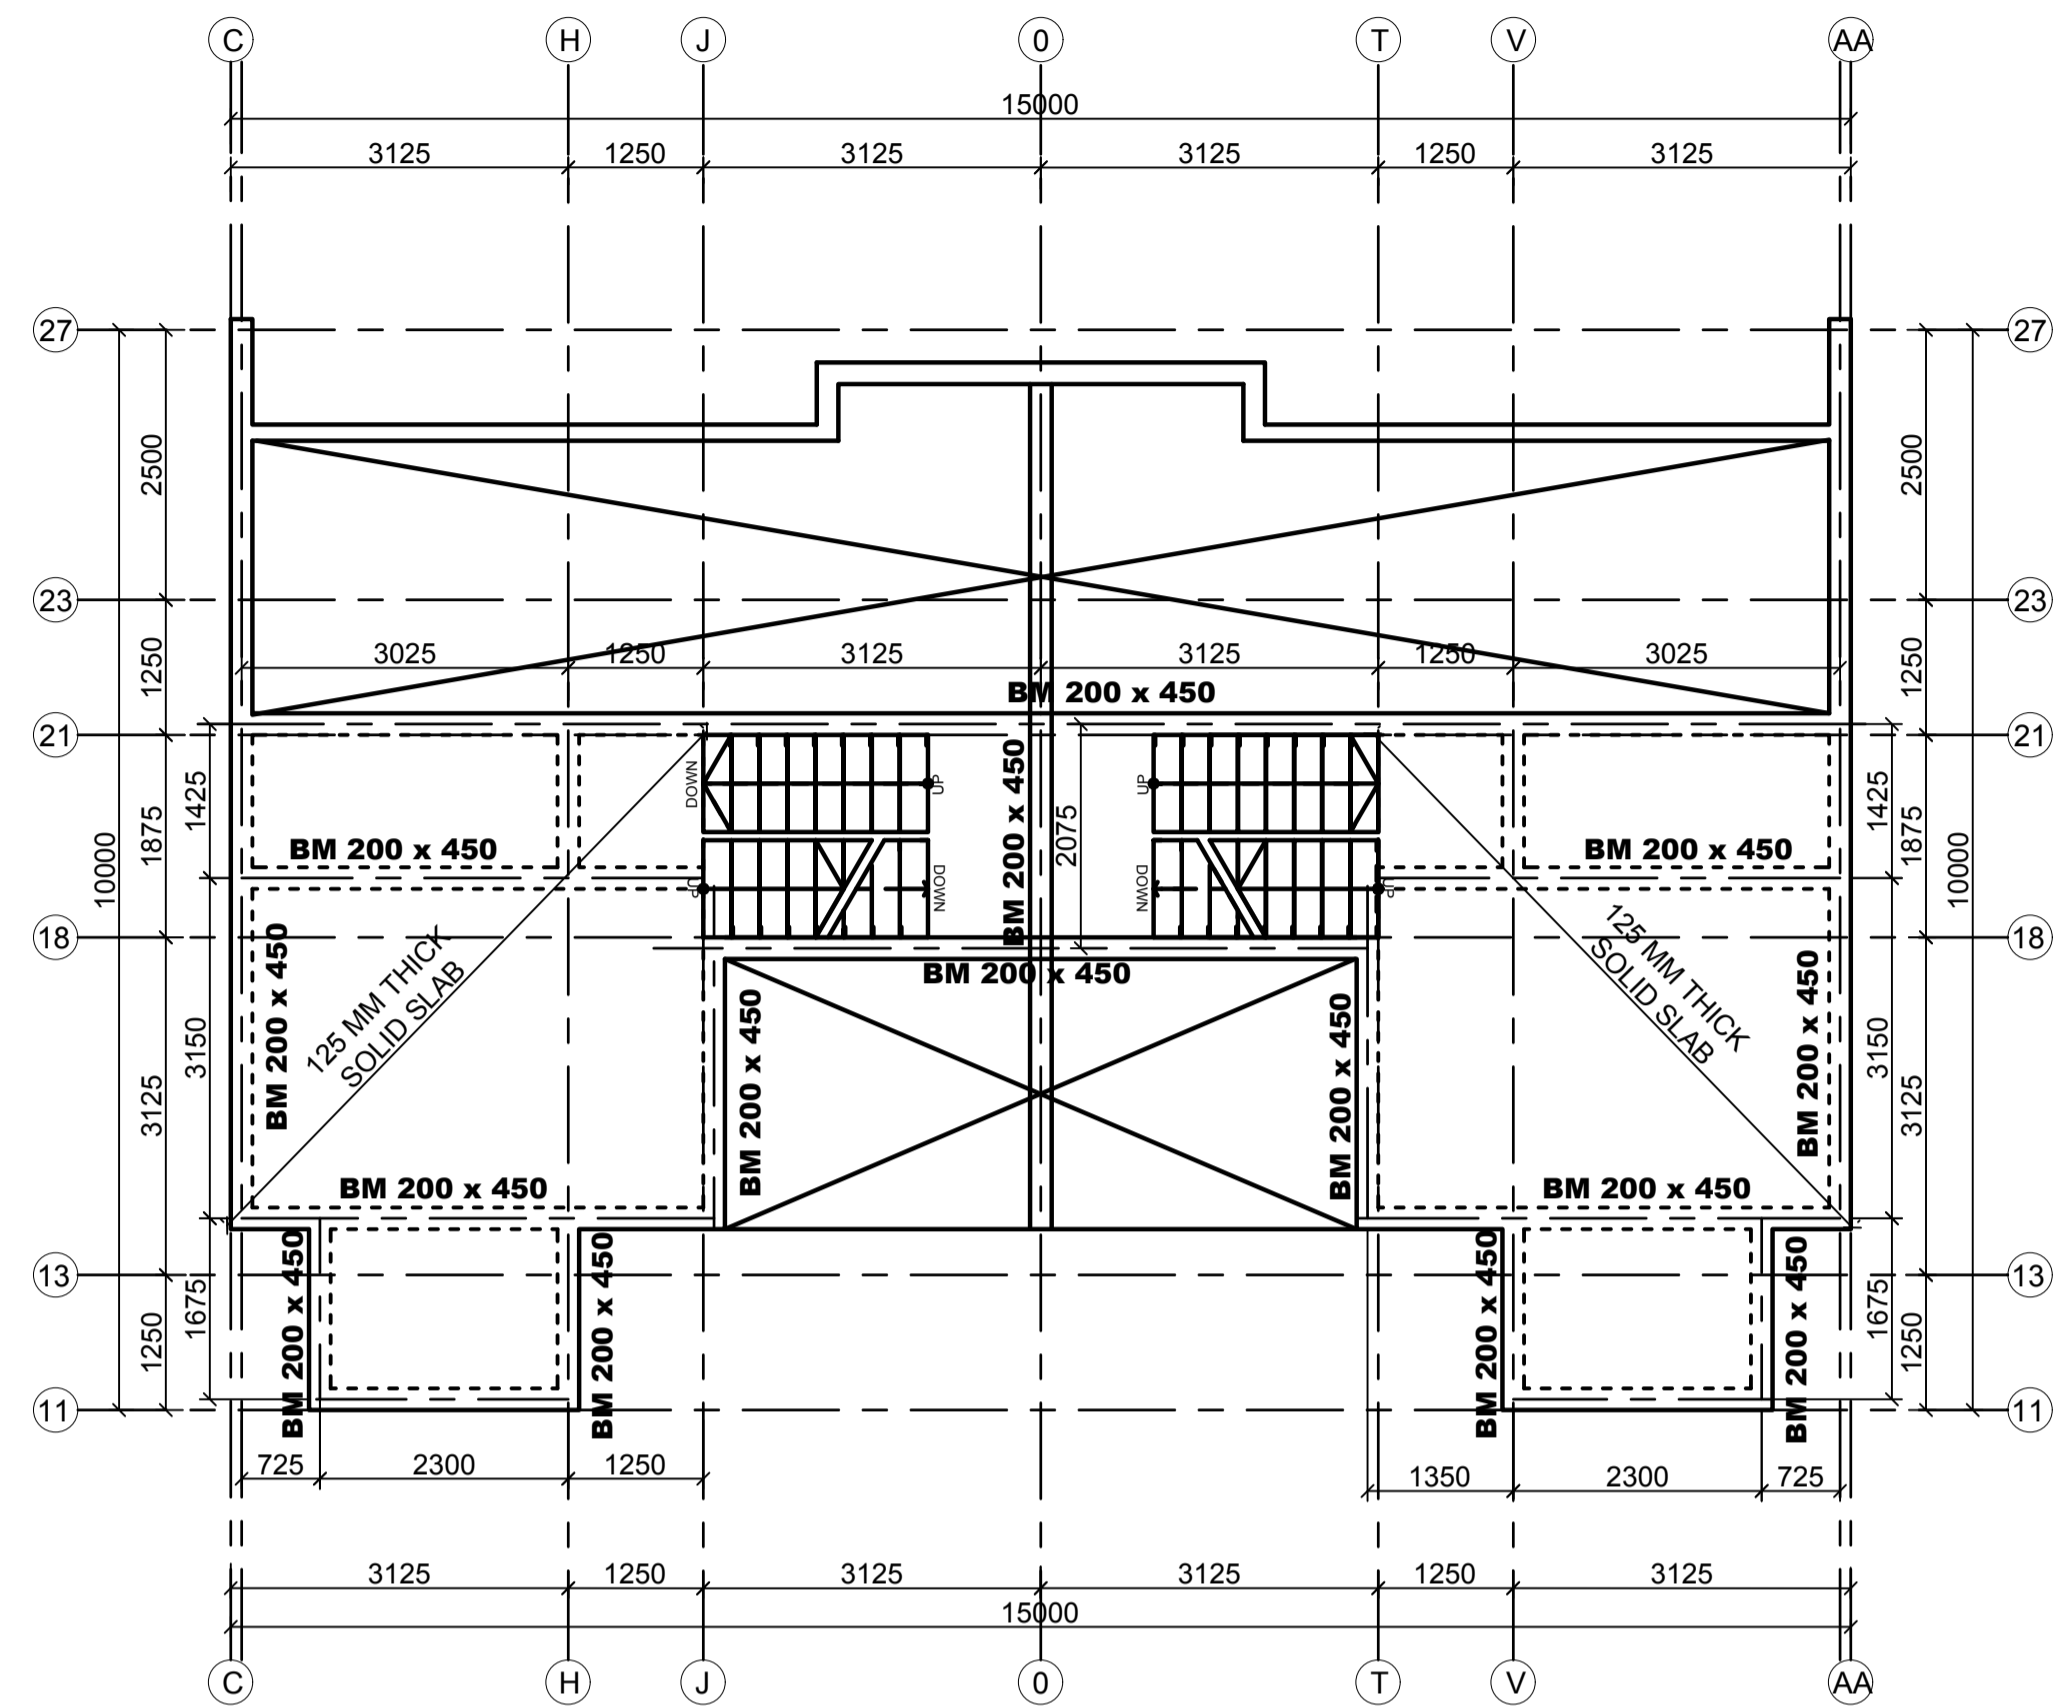 C H J 0 T V AA
15000
3125 1250 3125 3125 1250 3125
27 27
2500 2500
23 23
1250 1250
3025 1250 3125 3125 1250 3025
BM 200 x 450
21 21
DOWN UP UP
1425 1425
1875 1875
10000 10000
BM 200 x 450
2075
BM 200 x 450 BM 200 x 450
UP DOWN DOWN UP
18 18
BM 200 x 450
125 MM THICK
SOLID SLAB
125 MM THICK
SOLID SLAB
BM 200 x 450
BM 200 x 450
BM 200 x 450
BM 200 x 450
3150 3150
3125 3125
BM 200 x 450 BM 200 x 450
13 13
BM 200 x 450
BM 200 x 450
BM 200 x 450
BM 200 x 450
1675 1675
1250 1250
11 11
725 2300 1250
1350 2300 725
3125 1250 3125 3125 1250 3125
15000
C H J 0 T V AA